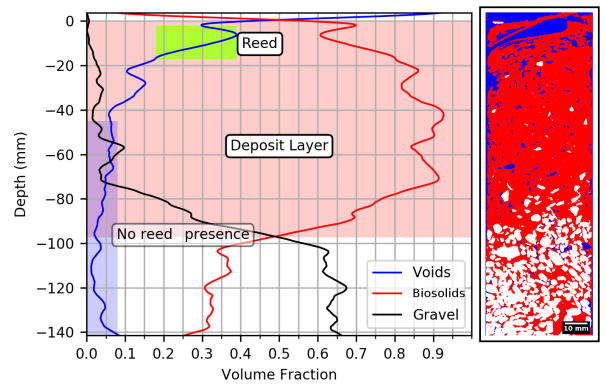 0
−20
−40
−60
−80
−100
−120
−140
Depth (mm)
Reed
Deposit Layer
No reed presence
Voids
Biosolids
Gravel
0.0 0.1 0.2 0.3 0.4 0.5 0.6 0.7 0.8 0.9
Volume Fraction
10 mm